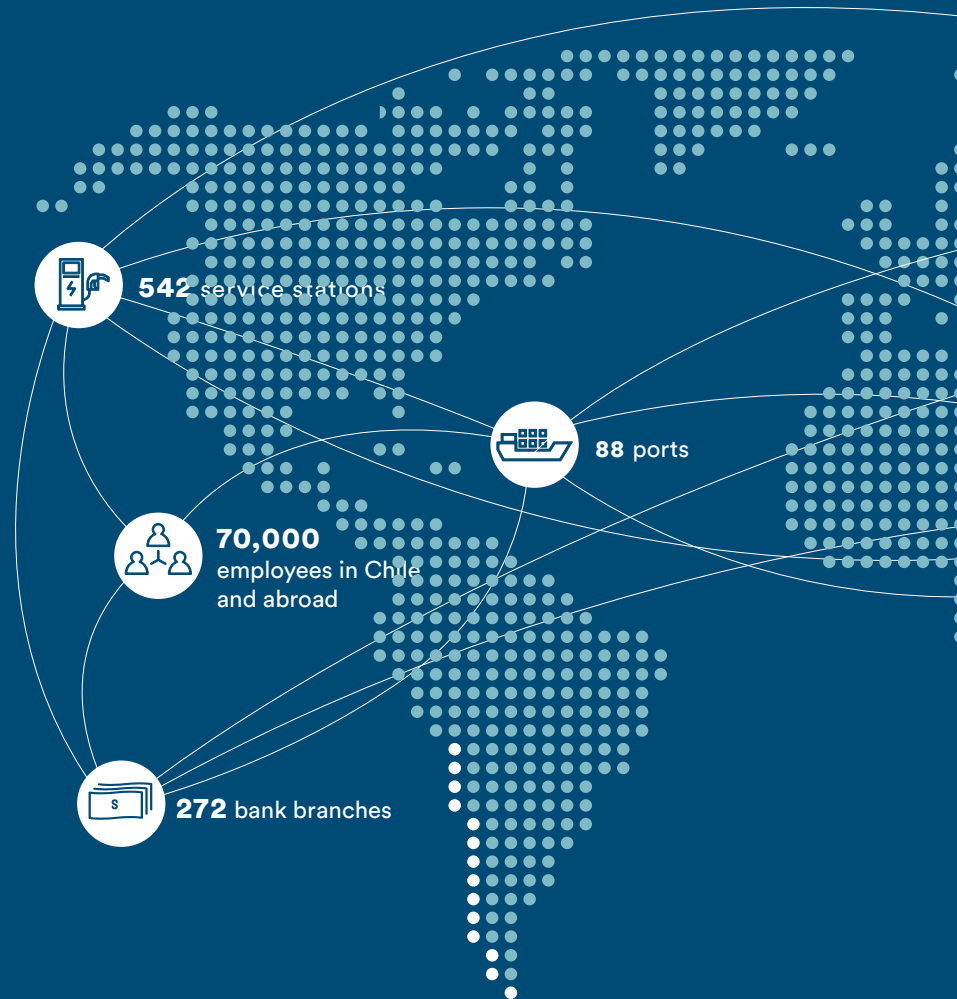 542 service stations
88 ports
70,000
employees in Chile
and abroad
$
272 bank branches